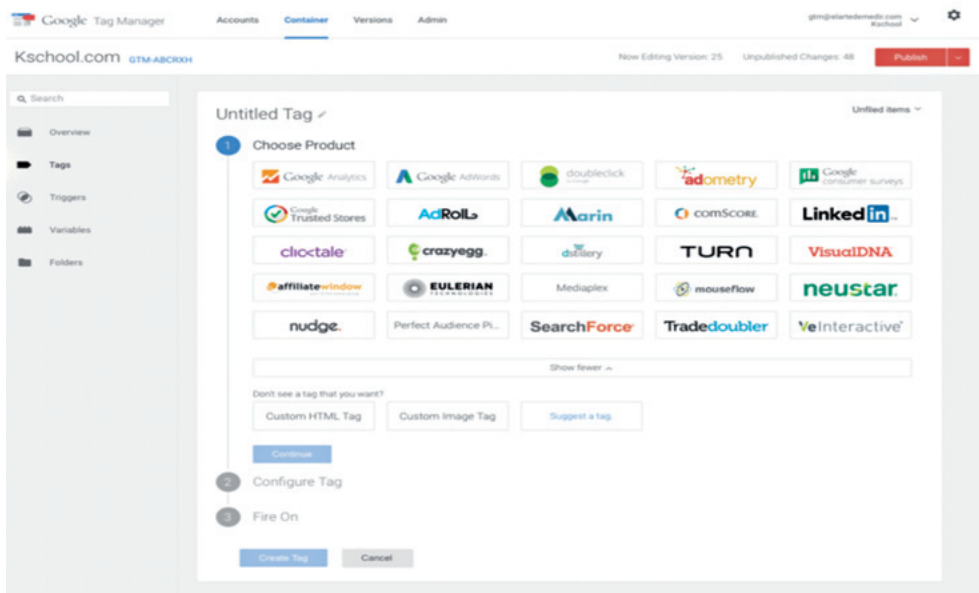 Google Tag Manager
Accounts Container Versions Admin
Kschool
Kschool.com GTM-ABCRXH
Now Editing Version: 25 Unpublished Changes: 48 Publish
Search
Overview
Tags
Triggers
Variables
Folders
Untitled Tag
Unfiled items
1 Choose Product
Google Analytics Google AdWords doubleclick adometry Google consumer surveys
Google Trusted Stores AdRoll Marin comSCORE Linked in
clicktale crazyegg dstillery TURN VisualDNA
affiliatewindow EULERIAN TECHNOLOGIES Mediaplex mouseflow neustar
nudge. Perfect Audience Pi... SearchForce Tradedoubler VeInteractive
Show fewer
Don't see a tag that you want?
Custom HTML Tag Custom Image Tag Suggest a tag
Continue
2 Configure Tag
3 Fire On
Create Tag Cancel